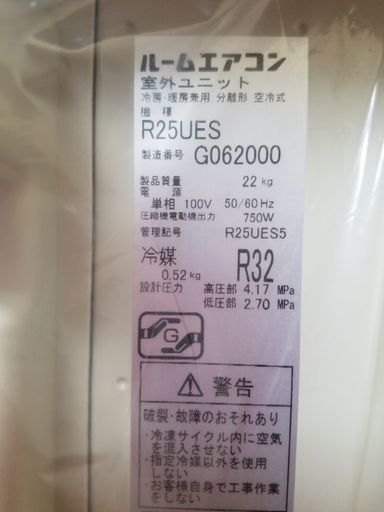 ルームエアコン
室外ユニット
冷房・暖房兼用 分離形 空冷式
機 種
R25UES
製造番号 G062000
製品質量 22 kg
電 源
単相 100V 50/60 Hz
圧縮機電動機出力 750W
管理記号 R25UES5
冷媒 R32
0.52 kg
設計圧力 高圧部 4.17 MPa
低圧部 2.70 MPa
G
警告
破裂・故障のおそれあり
・冷凍サイクル内に空気
を混入させない
・指定冷媒以外を使用
しない
・お客様自身で工事作業
をしない